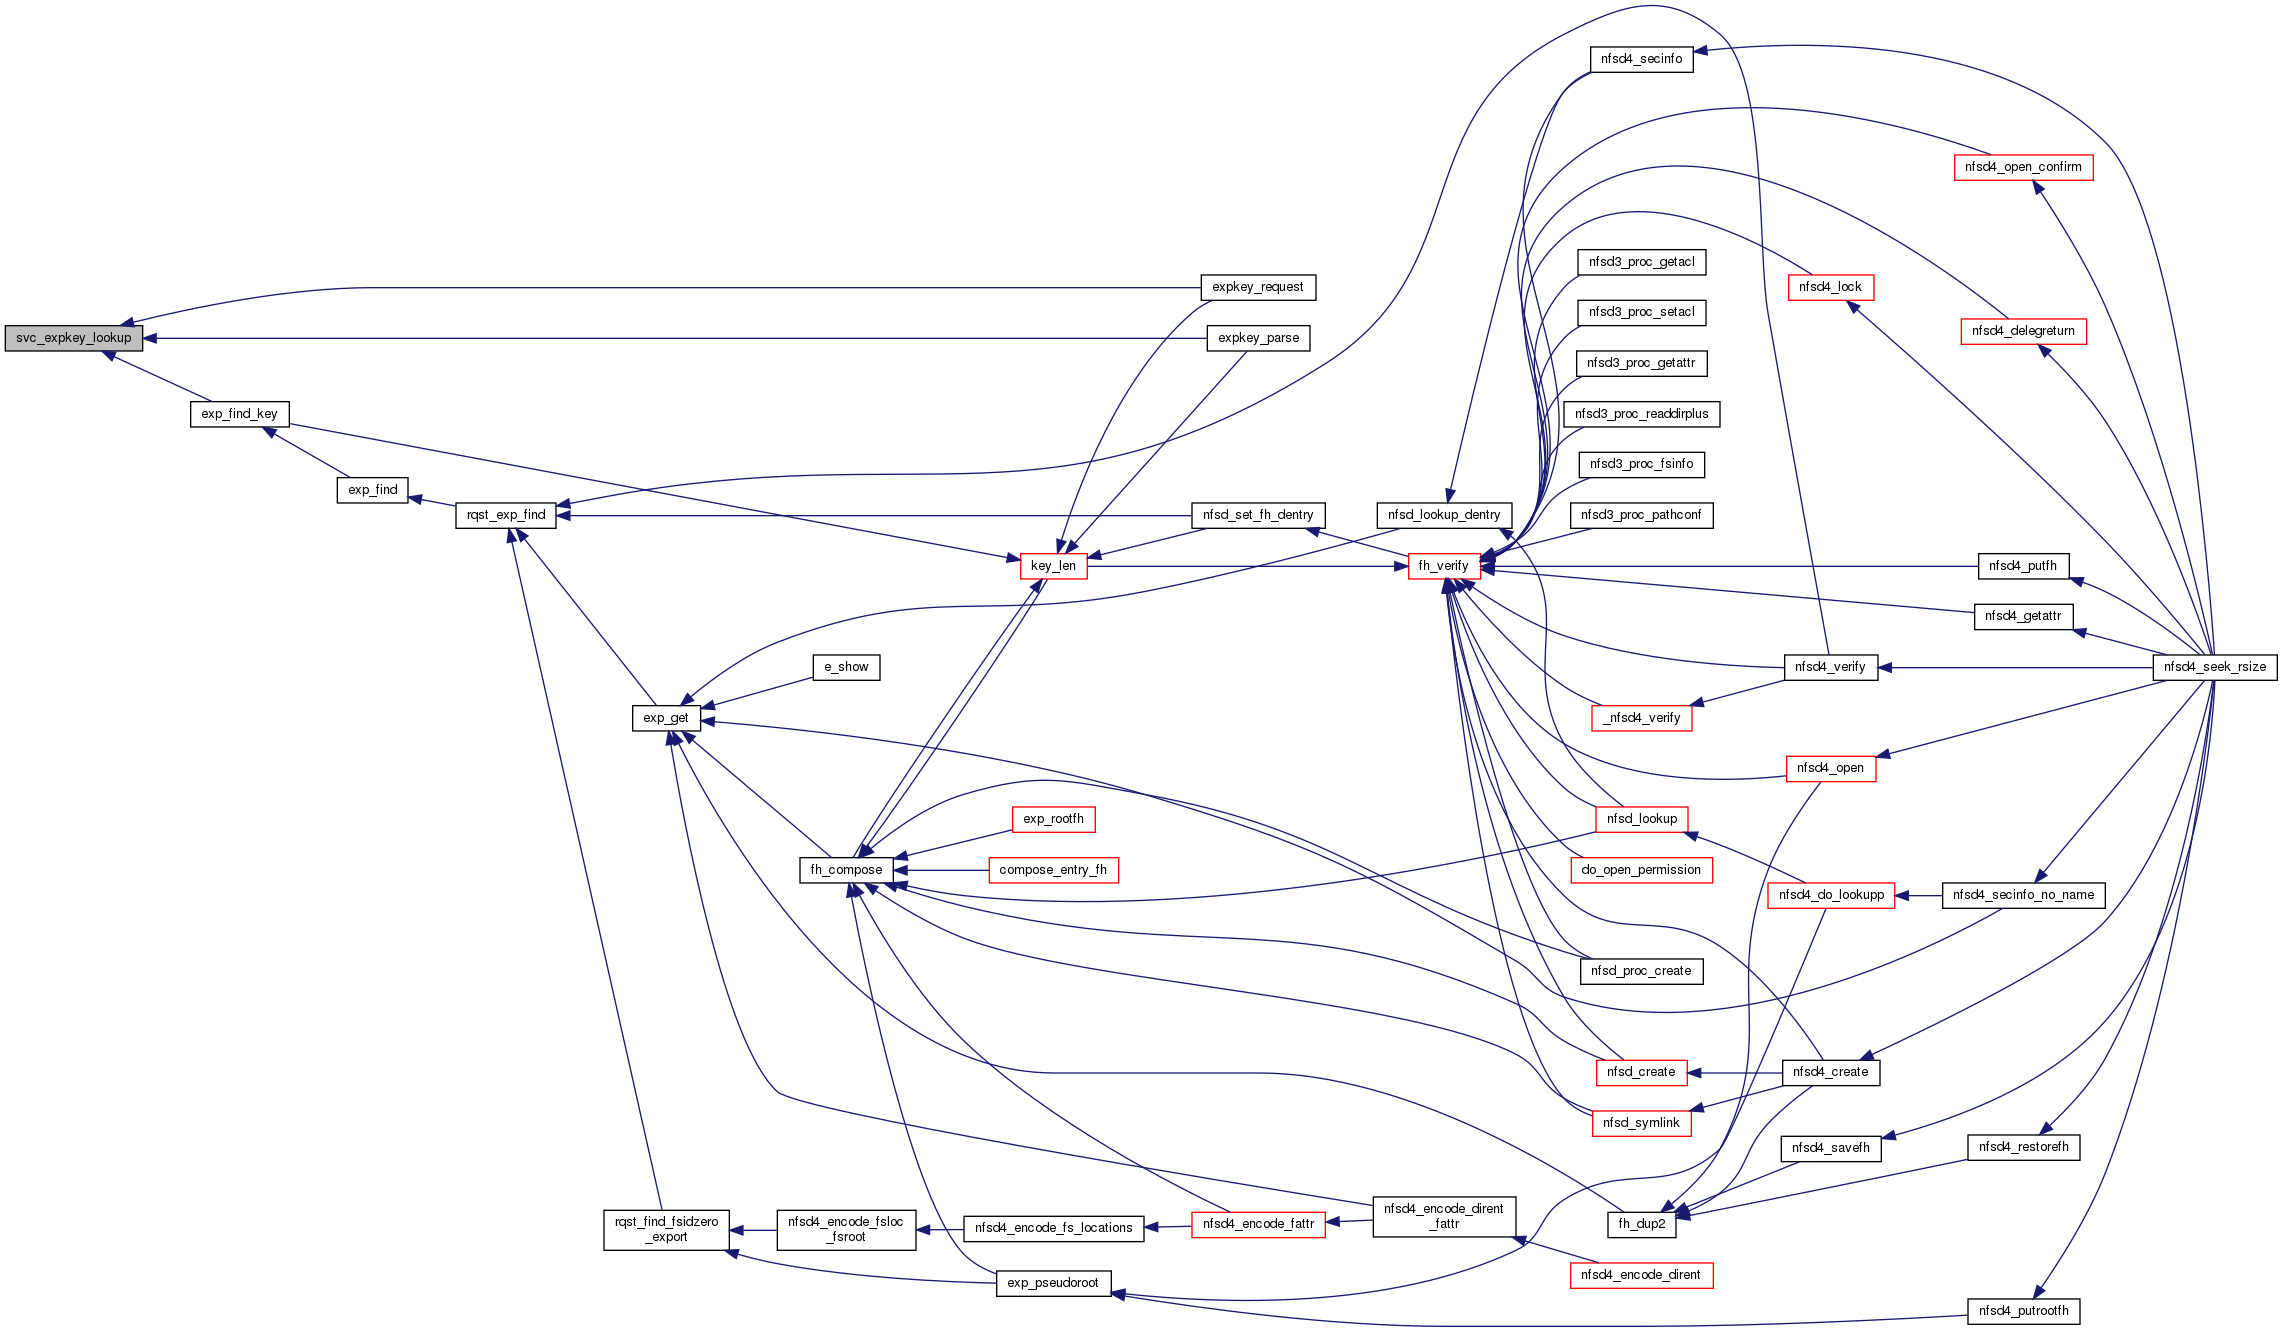 svc_expkey_lookup
exp_find_key
exp_find
rqst_exp_find
exp_get
rqst_find_fsidzero
_export
e_show
fh_compose
nfsd4_encode_fsloc
_fsroot
key_len
exp_rootfh
compose_entry_fh
nfsd4_encode_fs_locations
exp_pseudoroot
expkey_request
expkey_parse
nfsd_set_fh_dentry
nfsd4_encode_fattr
nfsd_lookup_dentry
fh_verify
nfsd4_encode_dirent
_fattr
nfsd4_secinfo
nfsd3_proc_getacl
nfsd3_proc_setacl
nfsd3_proc_getattr
nfsd3_proc_readdirplus
nfsd3_proc_fsinfo
nfsd3_proc_pathconf
_nfsd4_verify
nfsd_lookup
do_open_permission
nfsd_proc_create
nfsd_create
nfsd_symlink
fh_dup2
nfsd4_encode_dirent
nfsd4_lock
nfsd4_verify
nfsd4_open
nfsd4_do_lookupp
nfsd4_create
nfsd4_savefh
nfsd4_open_confirm
nfsd4_delegreturn
nfsd4_putfh
nfsd4_getattr
nfsd4_secinfo_no_name
nfsd4_restorefh
nfsd4_putrootfh
nfsd4_seek_rsize